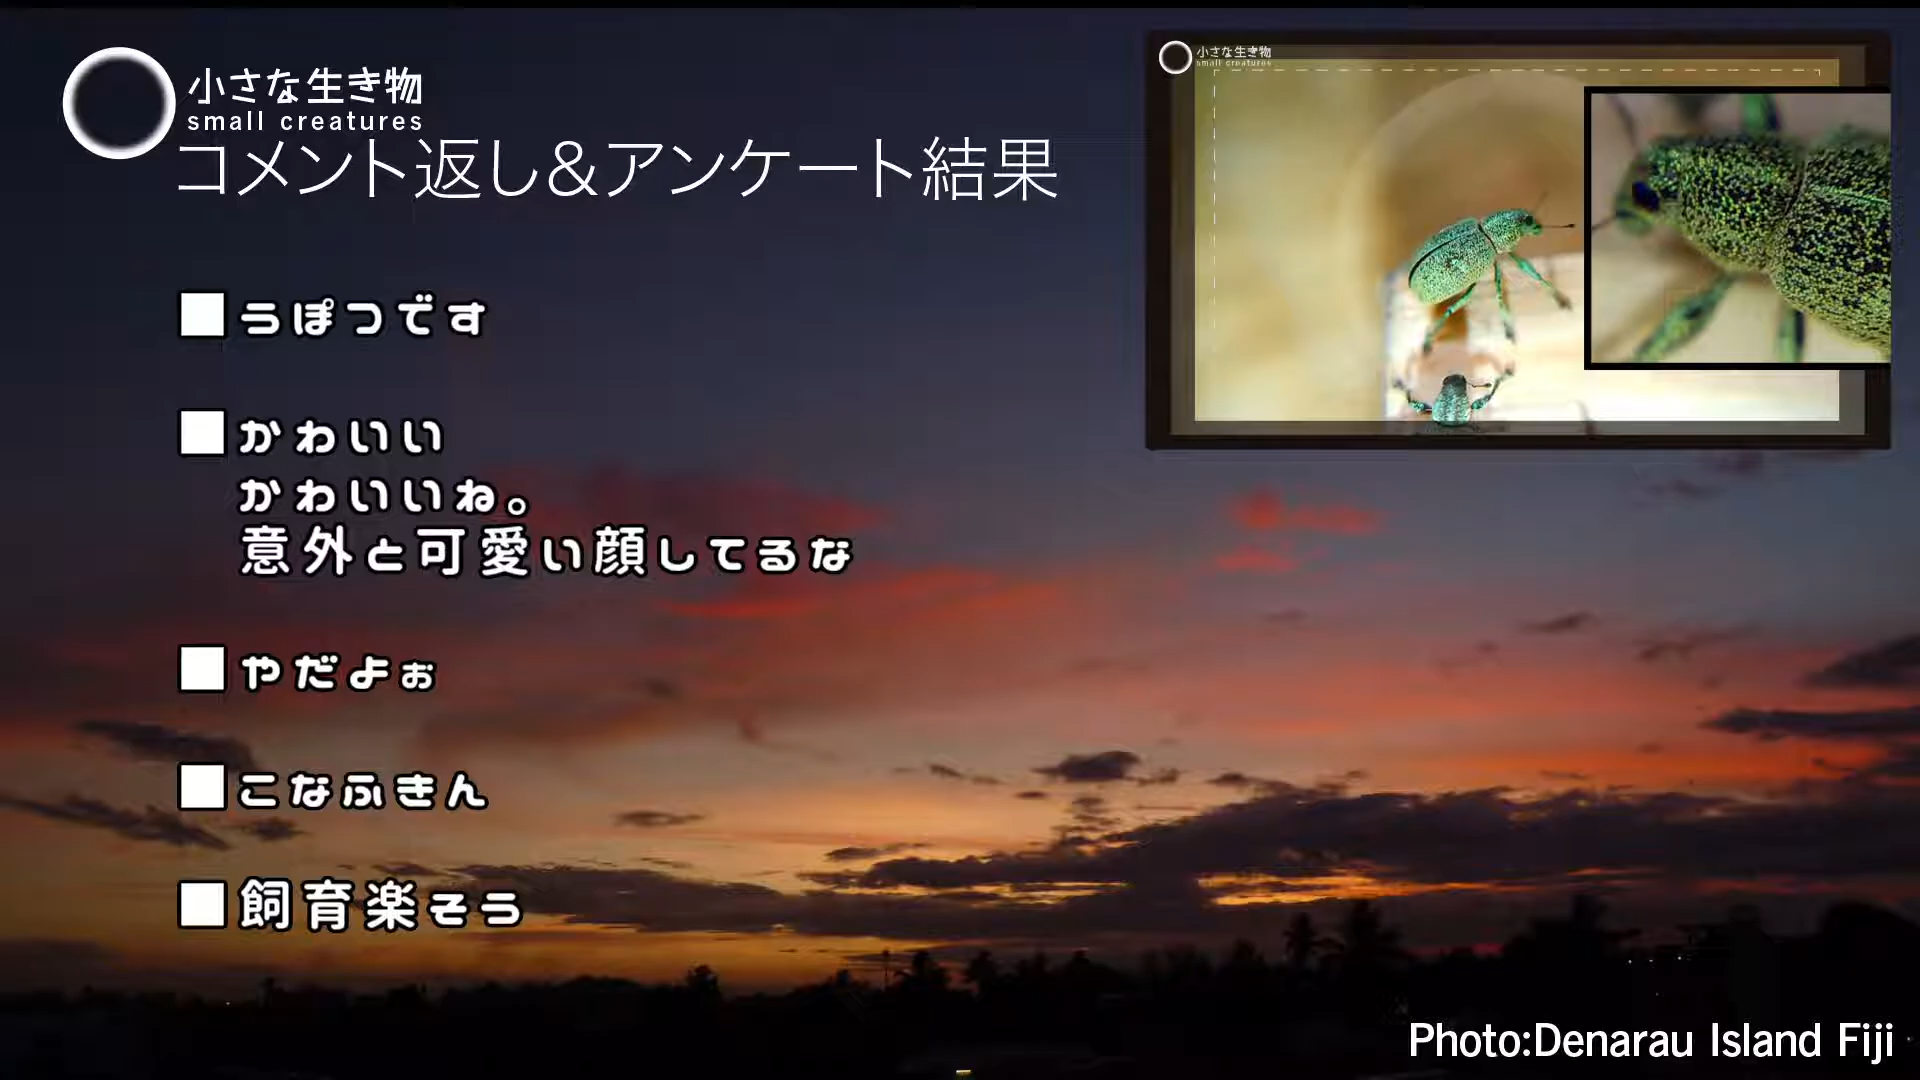 小さな生き物
small creatures
コメント返し&アンケート結果
小さな生き物
small creatures
■うぽつです
■かわいい
かわいいね。
意外と可愛い顔してるな
■やだよぉ
■こなふきん
■飼育楽そう
Photo:Denarau Island Fiji